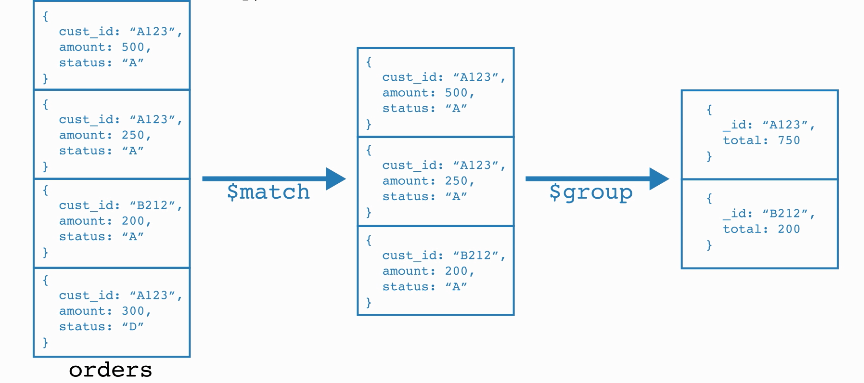 {
cust_id: “A123”,
amount: 500,
status: “A”
}
{
cust_id: “A123”,
amount: 250,
status: “A”
}
{
cust_id: “B212”,
amount: 200,
status: “A”
}
{
cust_id: “A123”,
amount: 300,
status: “D”
}
orders
$match
{
cust_id: “A123”,
amount: 500,
status: “A”
}
{
cust_id: “A123”,
amount: 250,
status: “A”
}
{
cust_id: “B212”,
amount: 200,
status: “A”
}
$group
{
_id: “A123”,
total: 750
}
{
_id: “B212”,
total: 200
}